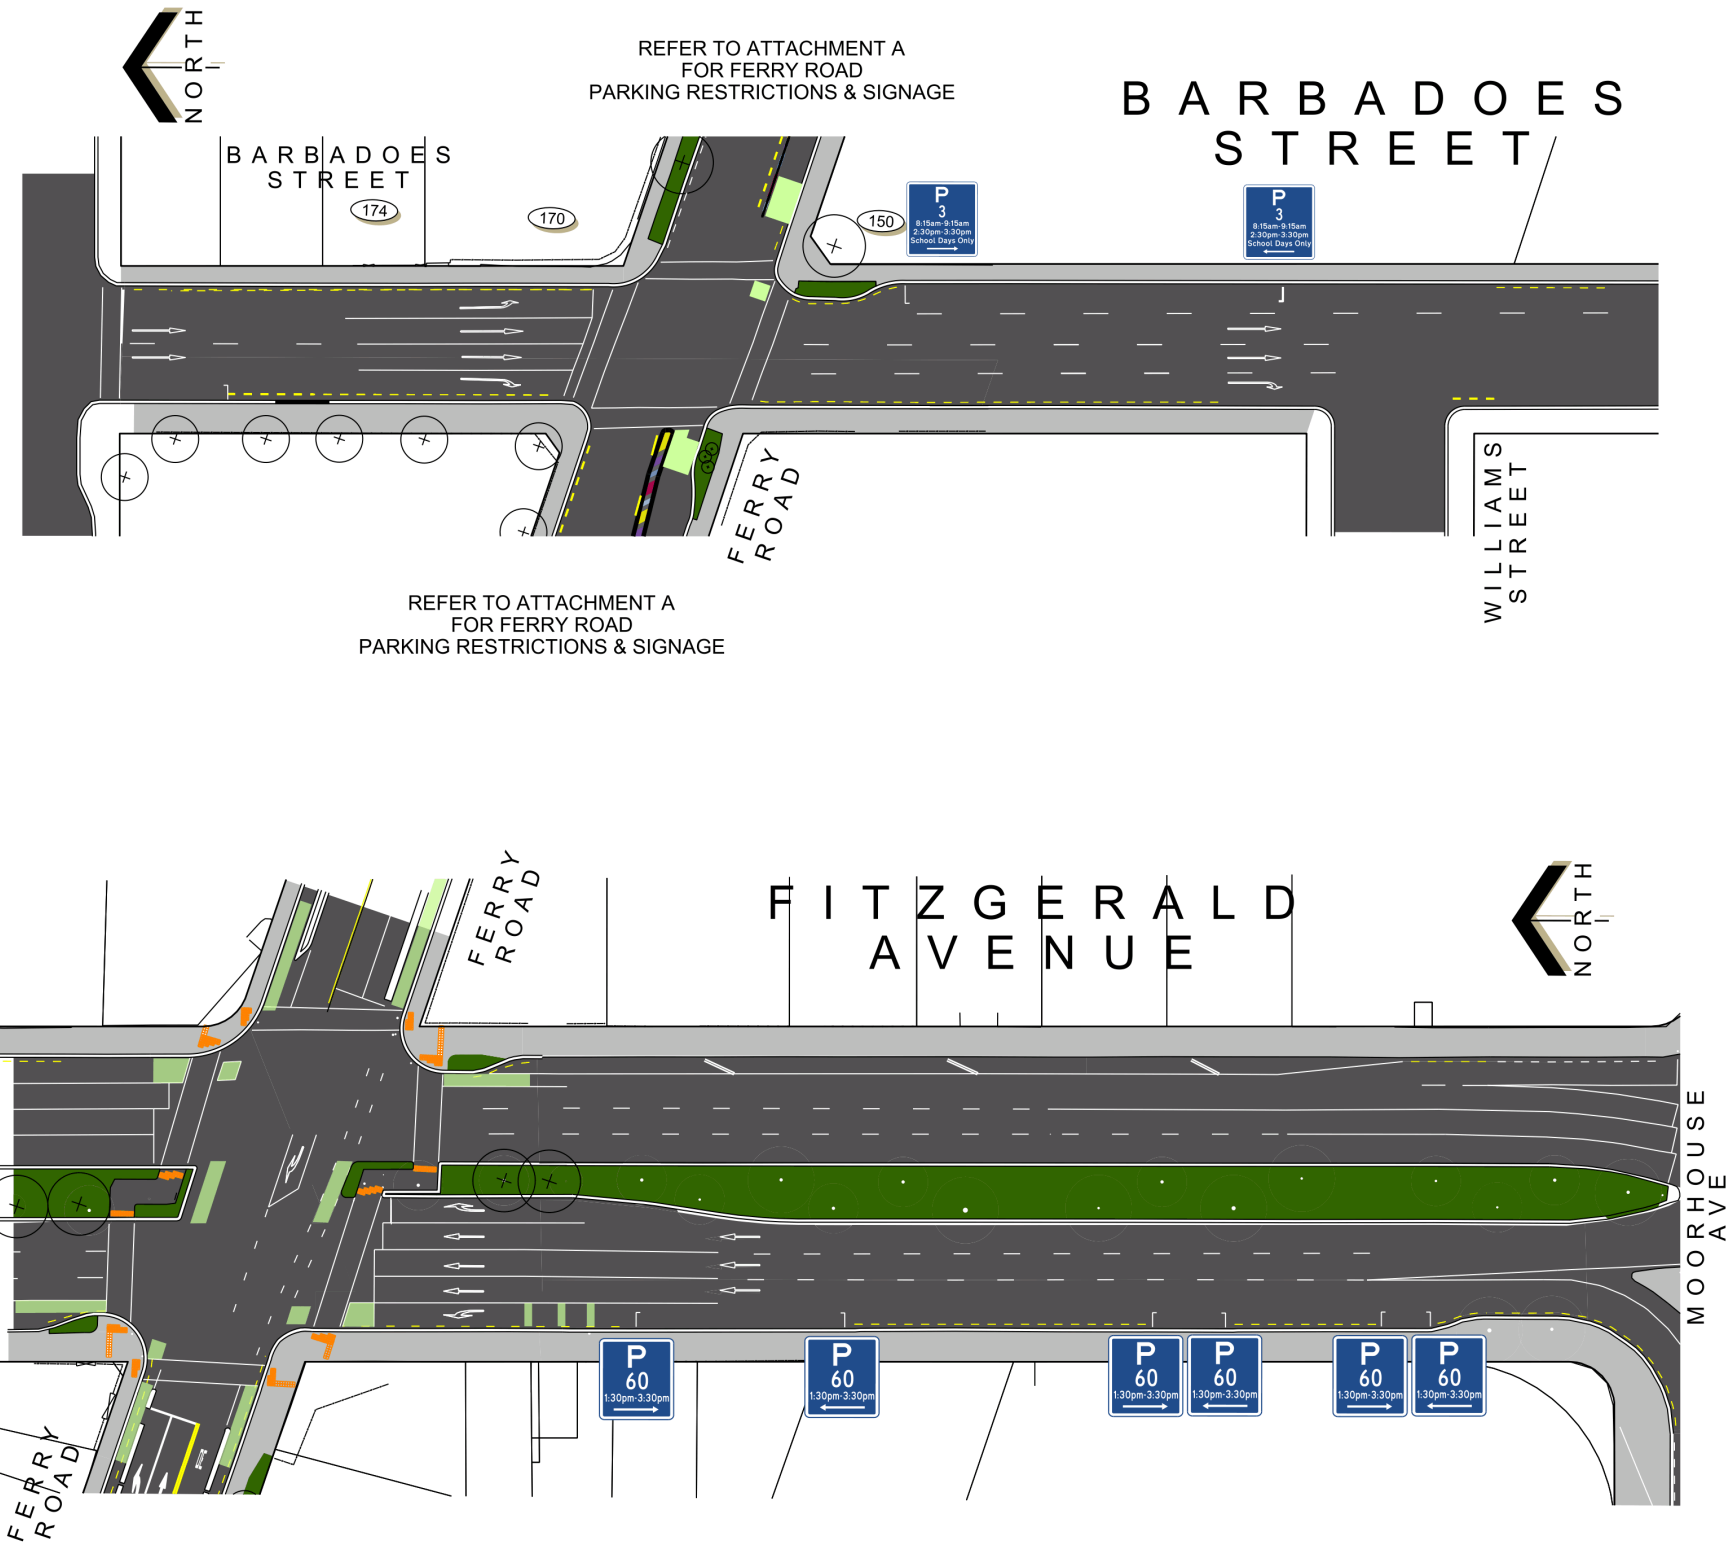 NORTH
REFER TO ATTACHMENT A
FOR FERRY ROAD
PARKING RESTRICTIONS & SIGNAGE
BARBADOES
STREET
BARBADOES
STREET
174
170
150
P
3
8:15am-9:15am
2:30pm-3:30pm
School Days Only
P
3
8:15am-9:15am
2:30pm-3:30pm
School Days Only
FERRY
ROAD
WILLIAMS
STREET
REFER TO ATTACHMENT A
FOR FERRY ROAD
PARKING RESTRICTIONS & SIGNAGE
FERRY
ROAD
FITZGERALD
AVENUE
NORTH
MOORHOUSE
AVE
P
60
1:30pm-3:30pm
P
60
1:30pm-3:30pm
P
60
1:30pm-3:30pm
P
60
1:30pm-3:30pm
P
60
1:30pm-3:30pm
P
60
1:30pm-3:30pm
FERRY
ROAD